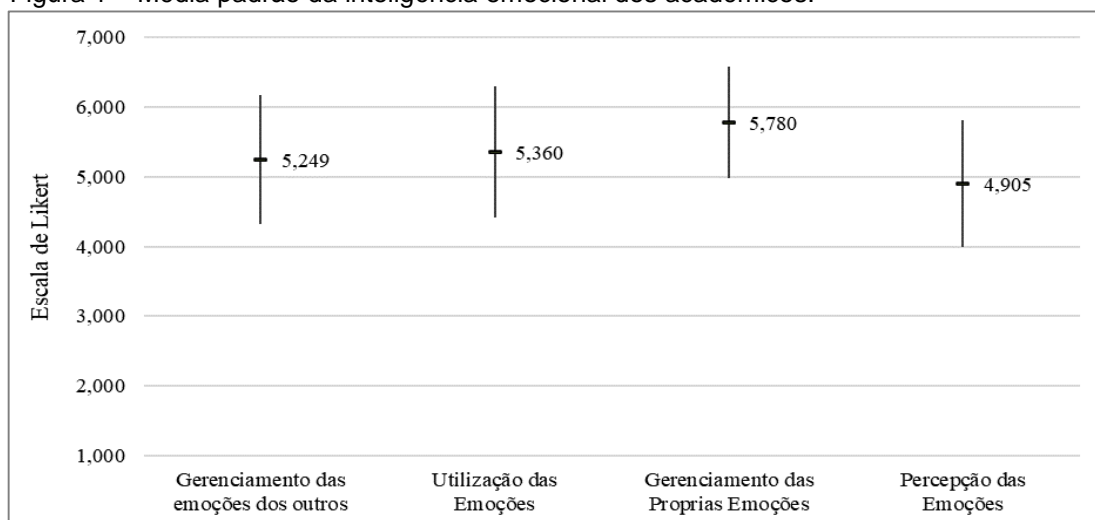 Figura 1 – Média padrão da inteligência emocional dos acadêmicos.
7,000
6,000
5,000
4,000
3,000
2,000
1,000
Escala de Likert
5,249
5,360
5,780
4,905
Gerenciamento das
emoções dos outros
Utilização das
Emoções
Gerenciamento das
Proprias Emoções
Percepção das
Emoções